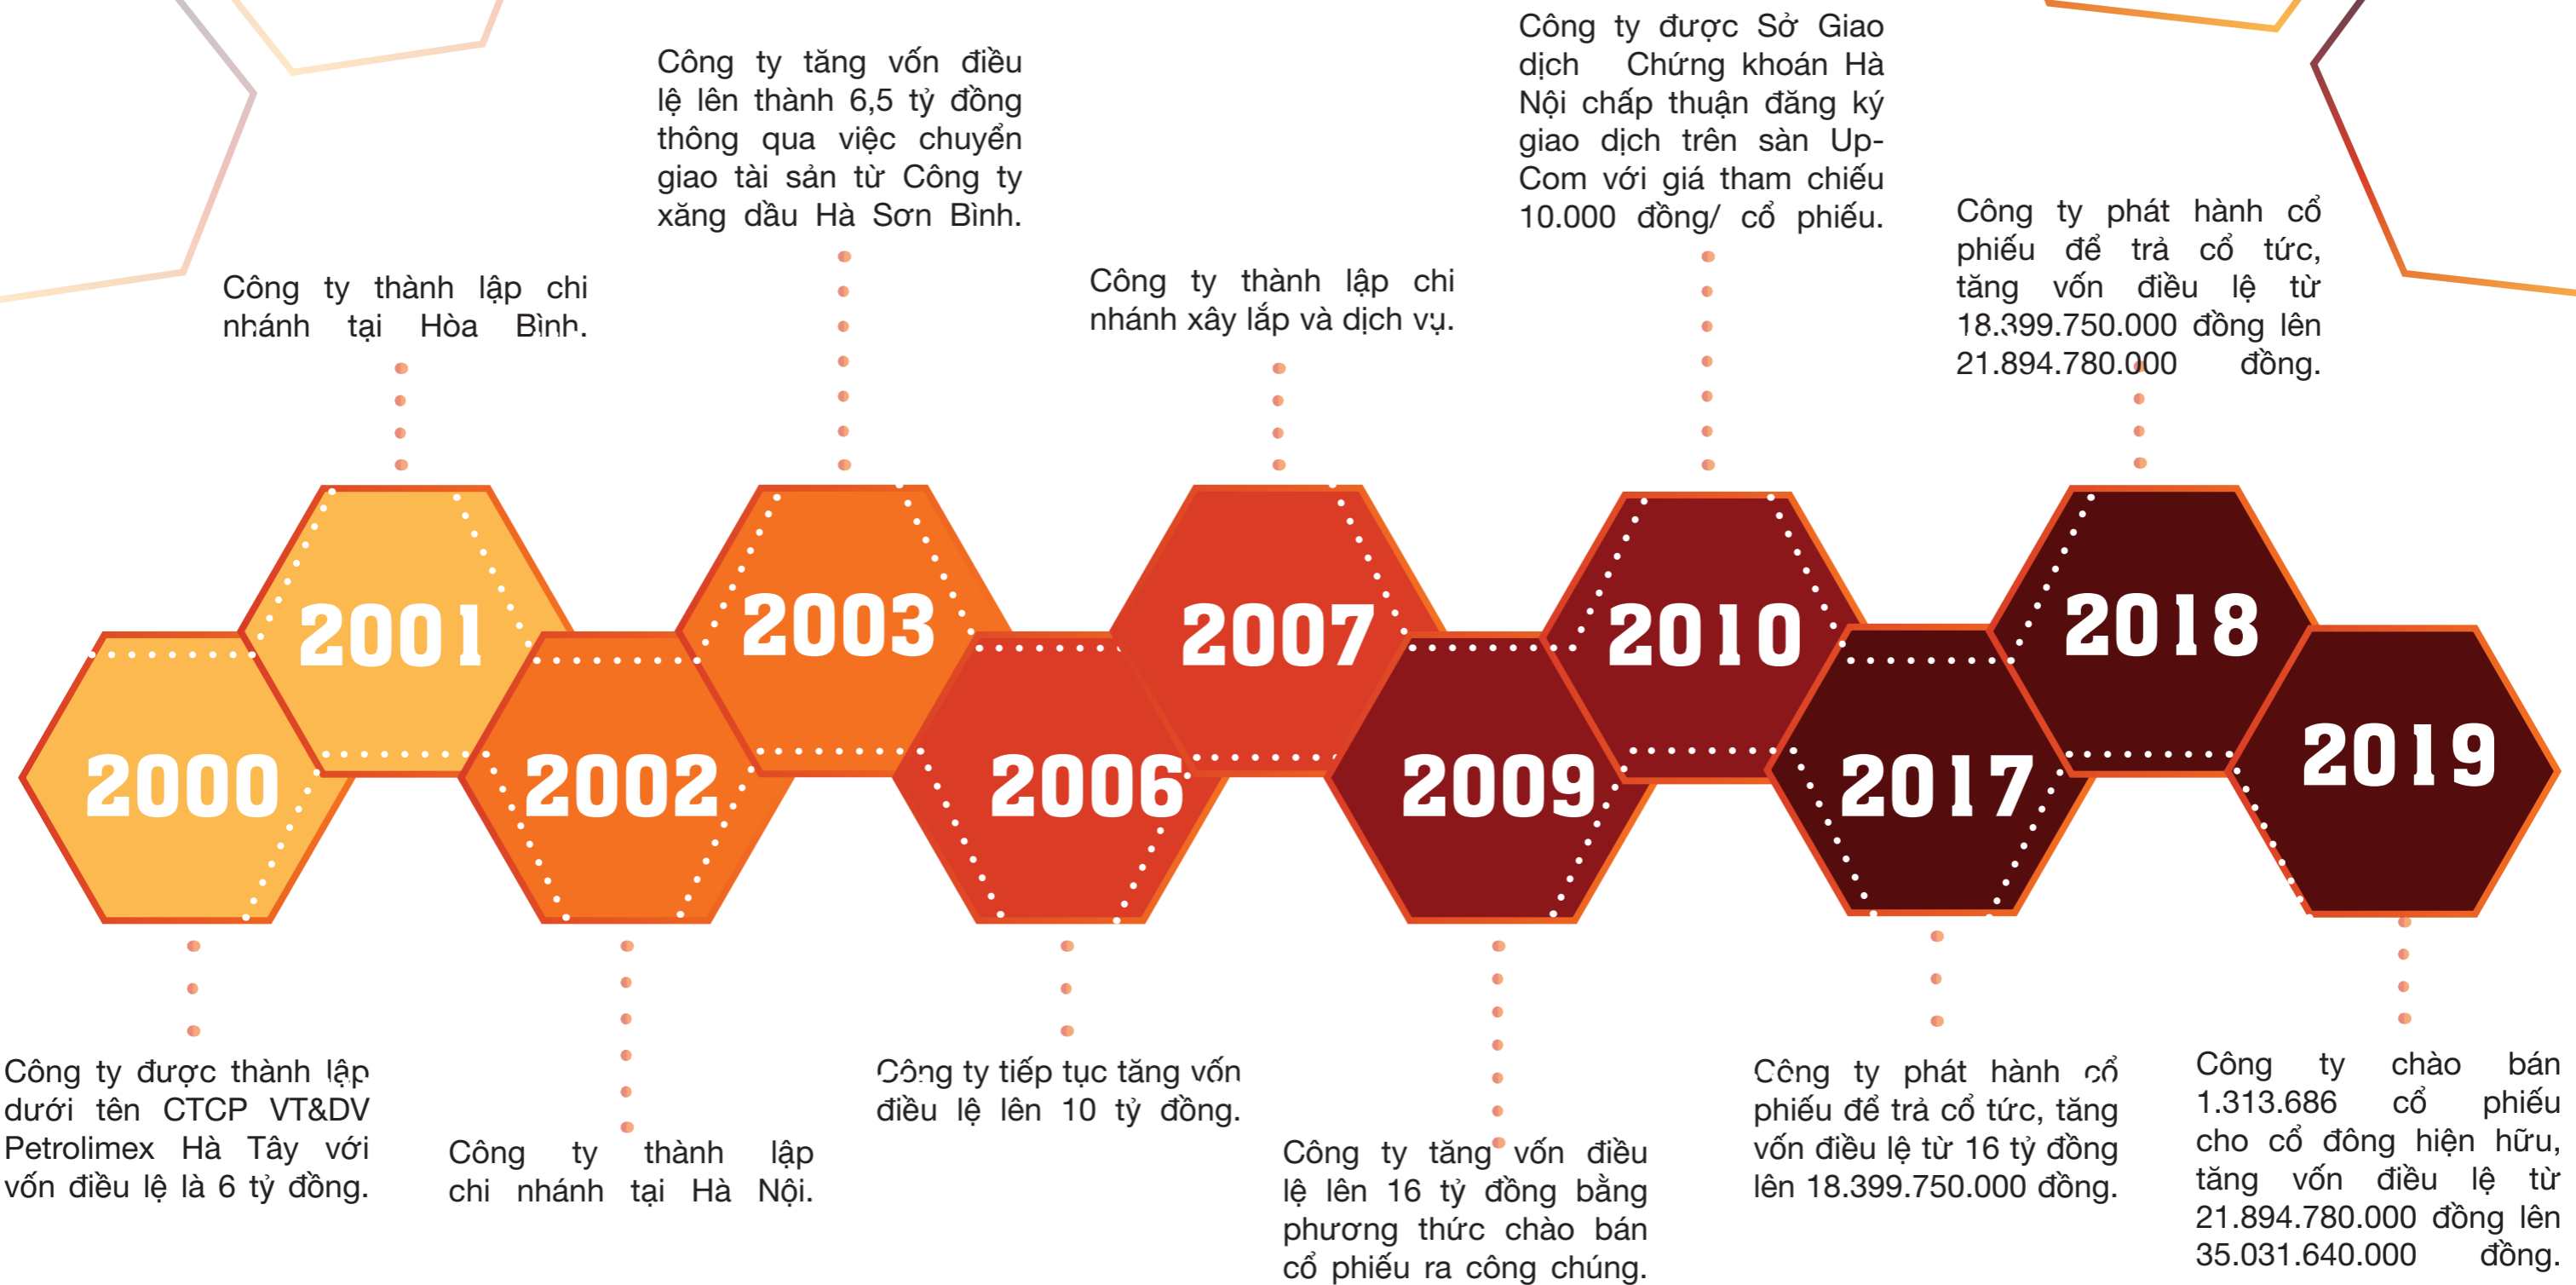 Công ty được Sở Giao
dịch Chứng khoán Hà
Nội chấp thuận đăng ký
giao dịch trên sàn Up-
Com với giá tham chiếu
10.000 đồng/ cổ phiếu.
Công ty tăng vốn điều
lệ lên thành 6,5 tỷ đồng
thông qua việc chuyển
giao tài sản từ Công ty
xăng dầu Hà Sơn Bình.
Công ty phát hành cổ
phiếu để trả cổ tức,
tăng vốn điều lệ từ
18.399.750.000 đồng lên
21.894.780.000 đồng.
Công ty thành lập chi
nhánh tại Hòa Bình.
Công ty thành lập chi
nhánh xây lắp và dịch vụ.
2001
2003
2007
2010
2018
2000
2002
2006
2009
2017
2019
Công ty được thành lập
dưới tên CTCP VT&DV
Petrolimex Hà Tây với
vốn điều lệ là 6 tỷ đồng.
Công ty thành lập
chi nhánh tại Hà Nội.
Công ty tiếp tục tăng vốn
điều lệ lên 10 tỷ đồng.
Công ty tăng vốn điều
lệ lên 16 tỷ đồng bằng
phương thức chào bán
cổ phiếu ra công chúng.
Công ty phát hành cổ
phiếu để trả cổ tức, tăng
vốn điều lệ từ 16 tỷ đồng
lên 18.399.750.000 đồng.
Công ty chào bán
1.313.686 cổ phiếu
cho cổ đông hiện hữu,
tăng vốn điều lệ từ
21.894.780.000 đồng lên
35.031.640.000 đồng.